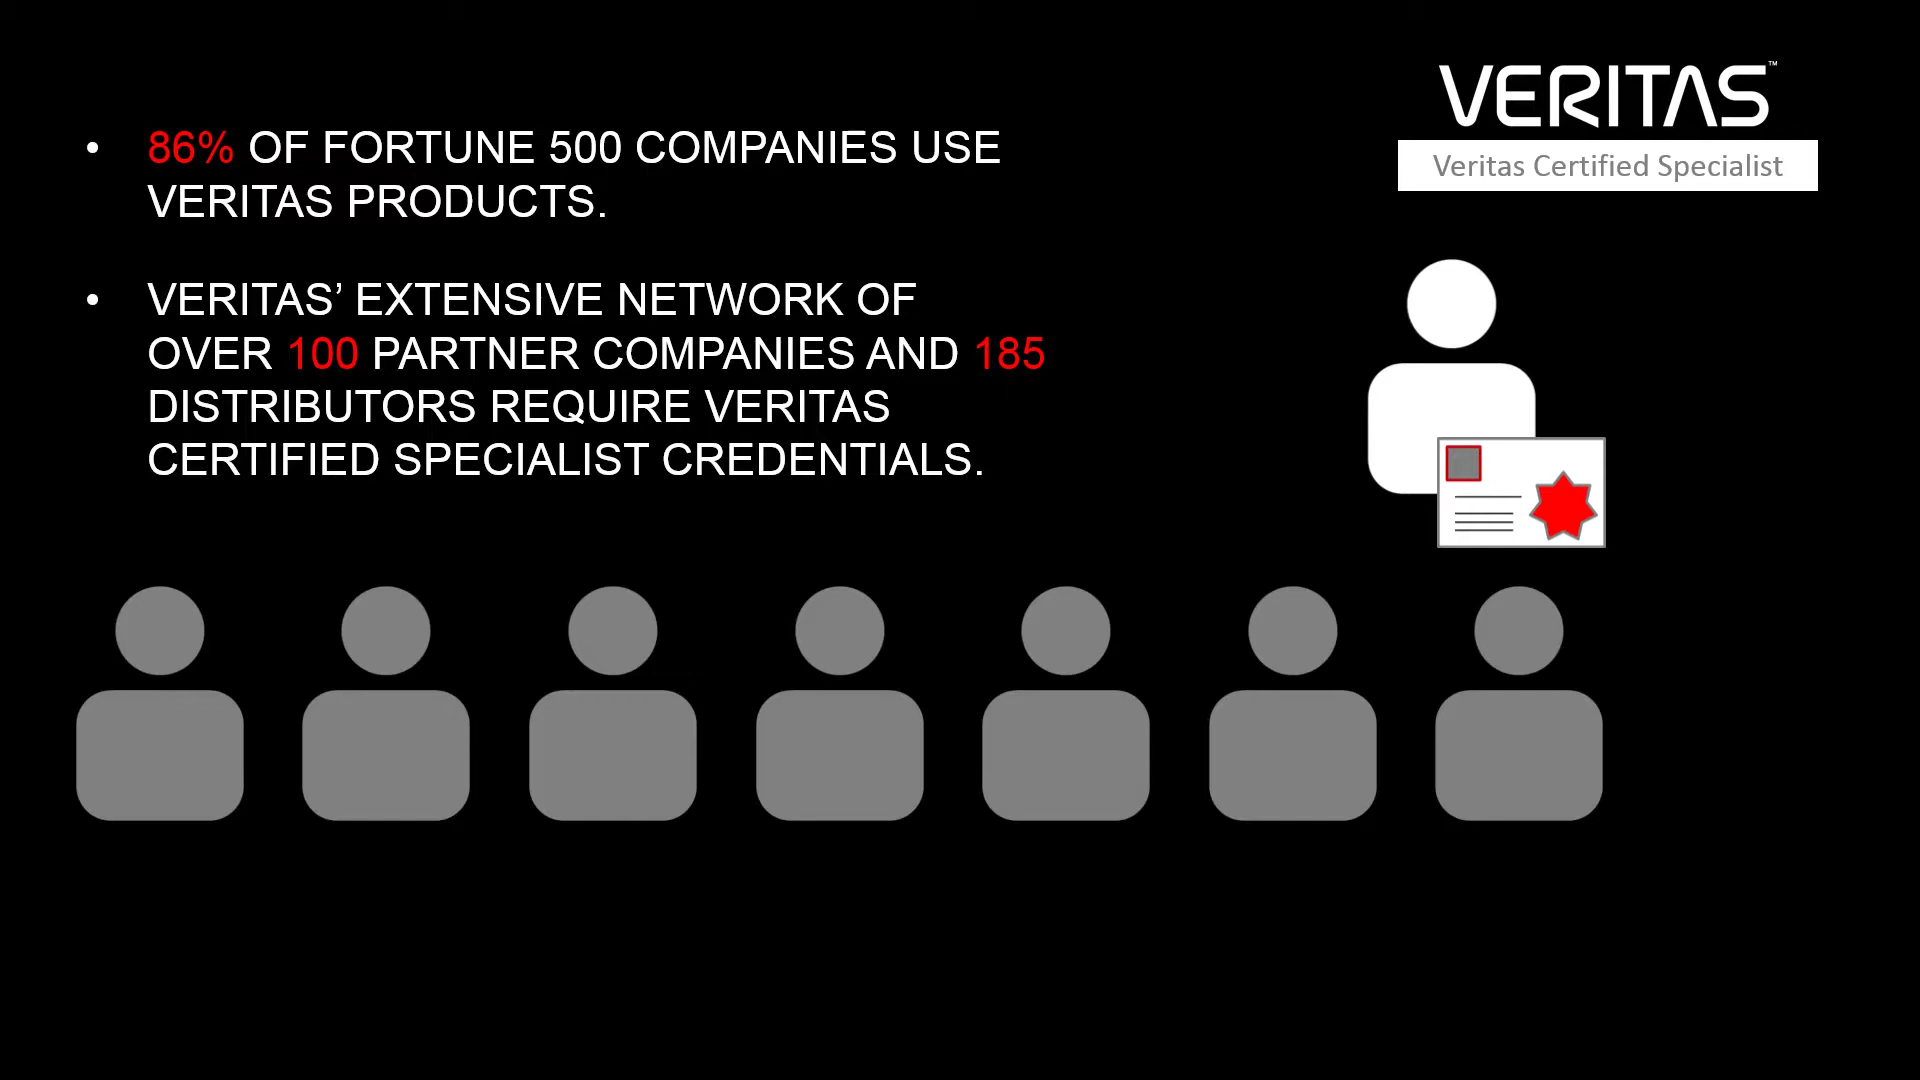 VERITAS™
Veritas Certified Specialist
• 86% OF FORTUNE 500 COMPANIES USE
VERITAS PRODUCTS.
• VERITAS’ EXTENSIVE NETWORK OF
OVER 100 PARTNER COMPANIES AND 185
DISTRIBUTORS REQUIRE VERITAS
CERTIFIED SPECIALIST CREDENTIALS.